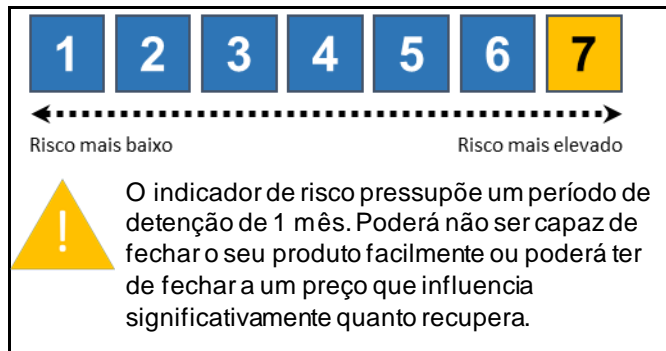 1 2 3 4 5 6 7
Risco mais baixo Risco mais elevado
!
O indicador de risco pressupõe um período de
detenção de 1 mês. Poderá não ser capaz de
fechar o seu produto facilmente ou poderá ter
de fechar a um preço que influencia
significativamente quanto recupera.